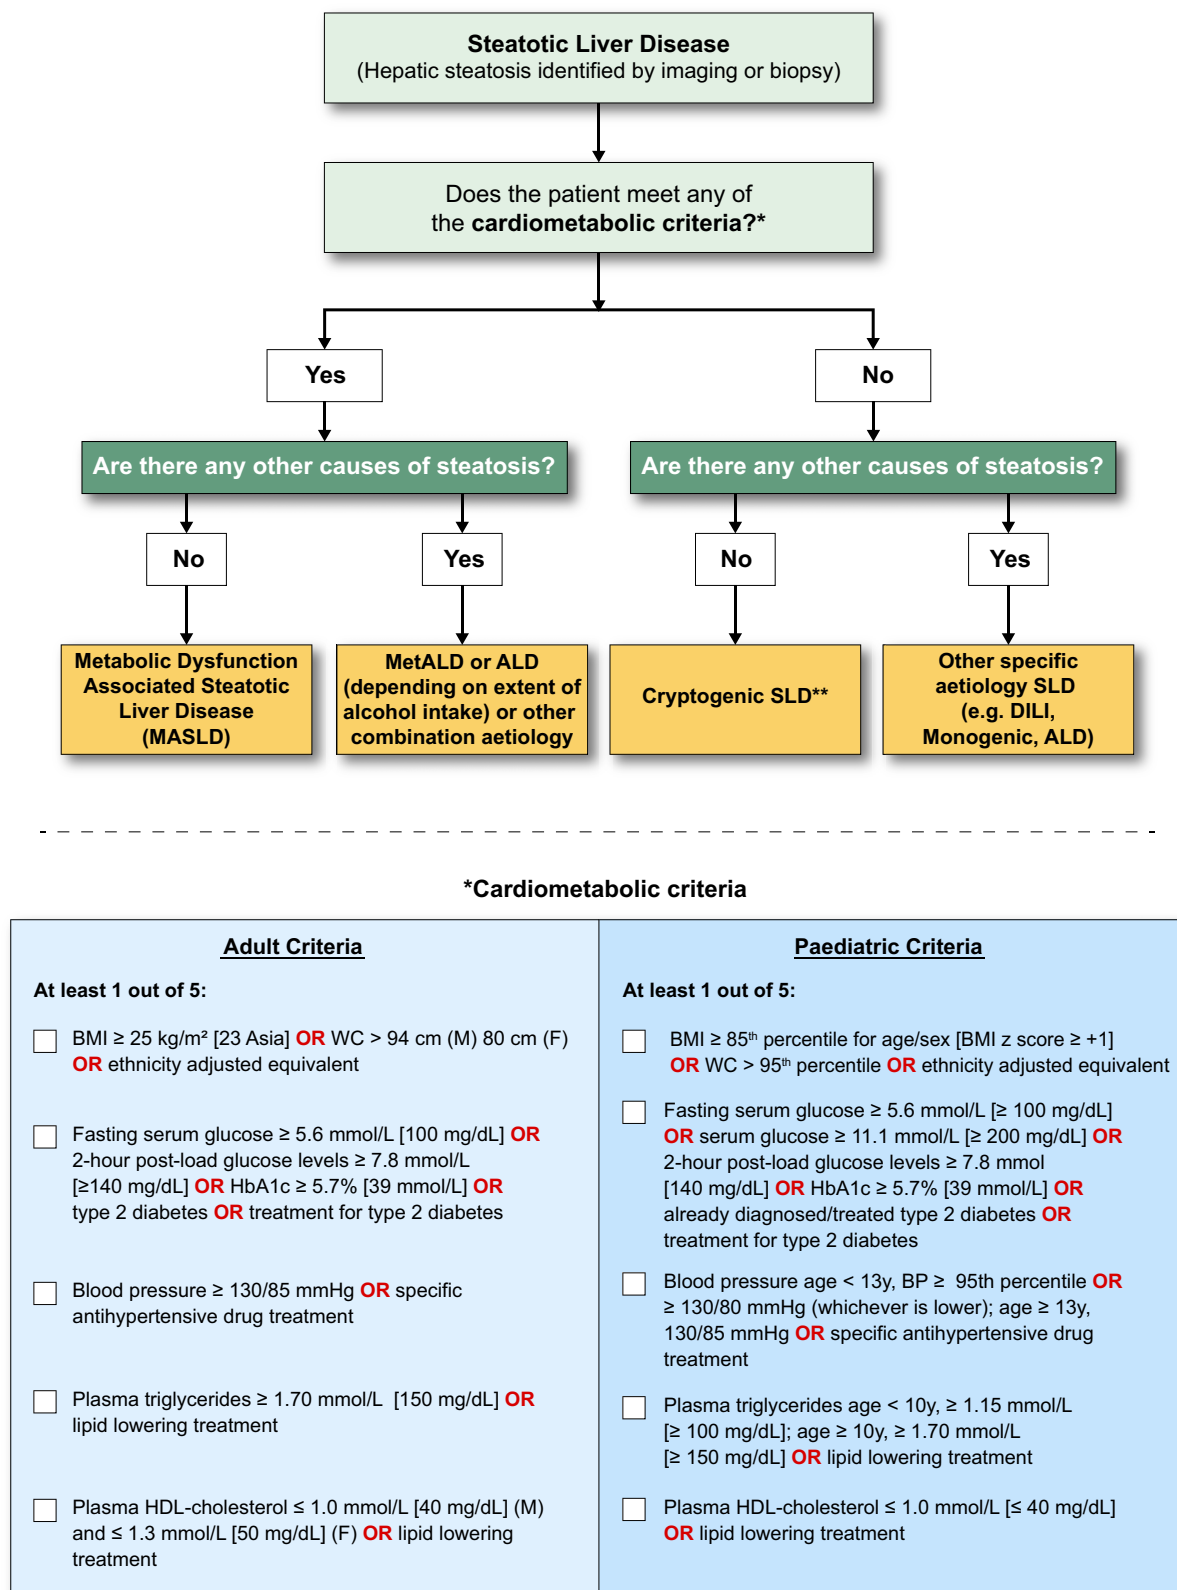 Steatotic Liver Disease
(Hepatic steatosis identified by imaging or biopsy)
Does the patient meet any of
the cardiometabolic criteria?*
Yes
No
Are there any other causes of steatosis?
Are there any other causes of steatosis?
No
Yes
No
Yes
Metabolic Dysfunction
Associated Steatotic
Liver Disease
(MASLD)
MetALD or ALD
(depending on extent of
alcohol intake) or other
combination aetiology
Cryptogenic SLD**
Other specific
aetiology SLD
(e.g. DILI,
Monogenic, ALD)
*Cardiometabolic criteria
Adult Criteria
At least 1 out of 5:
BMI ≥ 25 kg/m² [23 Asia] OR WC > 94 cm (M) 80 cm (F)
OR ethnicity adjusted equivalent
Fasting serum glucose ≥ 5.6 mmol/L [100 mg/dL] OR
2-hour post-load glucose levels ≥ 7.8 mmol/L
[≥140 mg/dL] OR HbA1c ≥ 5.7% [39 mmol/L] OR
type 2 diabetes OR treatment for type 2 diabetes
Blood pressure ≥ 130/85 mmHg OR specific
antihypertensive drug treatment
Plasma triglycerides ≥ 1.70 mmol/L [150 mg/dL] OR
lipid lowering treatment
Plasma HDL-cholesterol ≤ 1.0 mmol/L [40 mg/dL] (M)
and ≤ 1.3 mmol/L [50 mg/dL] (F) OR lipid lowering
treatment
Paediatric Criteria
At least 1 out of 5:
BMI ≥ 85th percentile for age/sex [BMI z score ≥ +1]
OR WC > 95th percentile OR ethnicity adjusted equivalent
Fasting serum glucose ≥ 5.6 mmol/L [≥ 100 mg/dL]
OR serum glucose ≥ 11.1 mmol/L [≥ 200 mg/dL] OR
2-hour post-load glucose levels ≥ 7.8 mmol
[140 mg/dL] OR HbA1c ≥ 5.7% [39 mmol/L] OR
already diagnosed/treated type 2 diabetes OR
treatment for type 2 diabetes
Blood pressure age < 13y, BP ≥ 95th percentile OR
≥ 130/80 mmHg (whichever is lower); age ≥ 13y,
130/85 mmHg OR specific antihypertensive drug
treatment
Plasma triglycerides age < 10y, ≥ 1.15 mmol/L
[≥ 100 mg/dL]; age ≥ 10y, ≥ 1.70 mmol/L
[≥ 150 mg/dL] OR lipid lowering treatment
Plasma HDL-cholesterol ≤ 1.0 mmol/L [≤ 40 mg/dL]
OR lipid lowering treatment